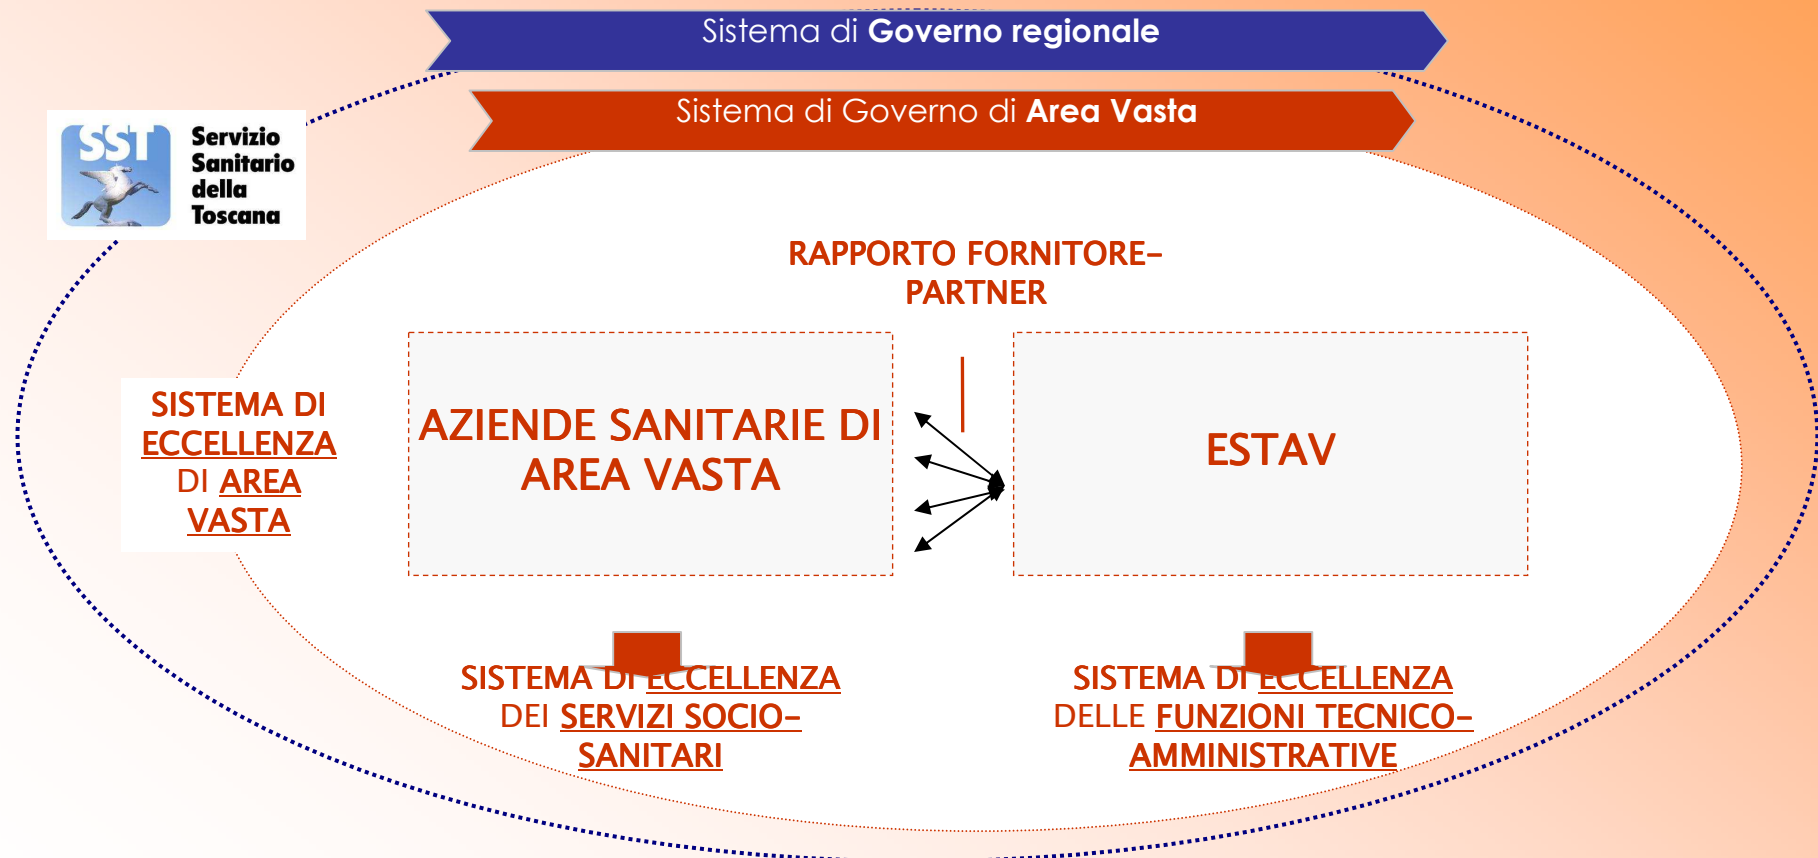 Sistema di Governo regionale
Sistema di Governo di Area Vasta
SST
Servizio
Sanitario
della
Toscana
RAPPORTO FORNITORE-
PARTNER
SISTEMA DI
ECCELLENZA
DI AREA
VASTA
AZIENDE SANITARIE DI
AREA VASTA
ESTAV
SISTEMA DI ECCELLENZA
DEI SERVIZI SOCIO-
SANITARI
SISTEMA DI ECCELLENZA
DELLE FUNZIONI TECNICO-
AMMINISTRATIVE